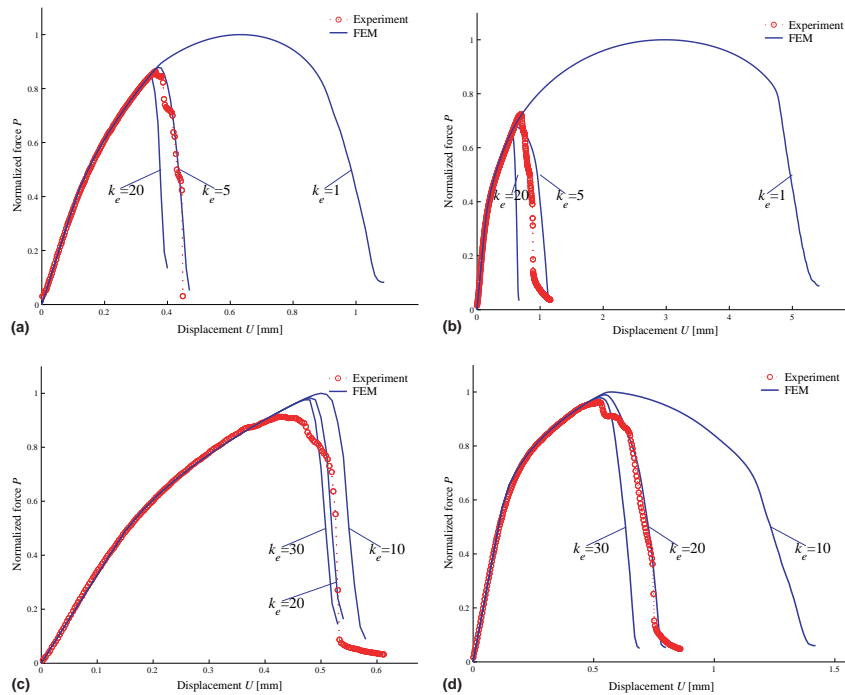 Experiment
FEM
1
0.8
0.6
0.4
0.2
0
Normalized force P
k_e=20
k_e=5
k_e=1
0
0.2
0.4
0.6
0.8
1
(a)
Displacement U [mm]
Experiment
FEM
1
0.8
0.6
0.4
0.2
0
Normalized force P
k_e=20
k_e=5
k_e=1
0
1
2
3
4
5
(b)
Displacement U [mm]
Experiment
FEM
1
0.8
0.6
0.4
0.2
0
Normalized force P
k_e=30
k_e=10
k_e=20
0
0.1
0.2
0.3
0.4
0.5
0.6
(c)
Displacement U [mm]
Experiment
FEM
1
0.8
0.6
0.4
0.2
0
Normalized force P
k_e=30
k_e=20
k_e=10
0
0.5
1
1.5
(d)
Displacement U [mm]